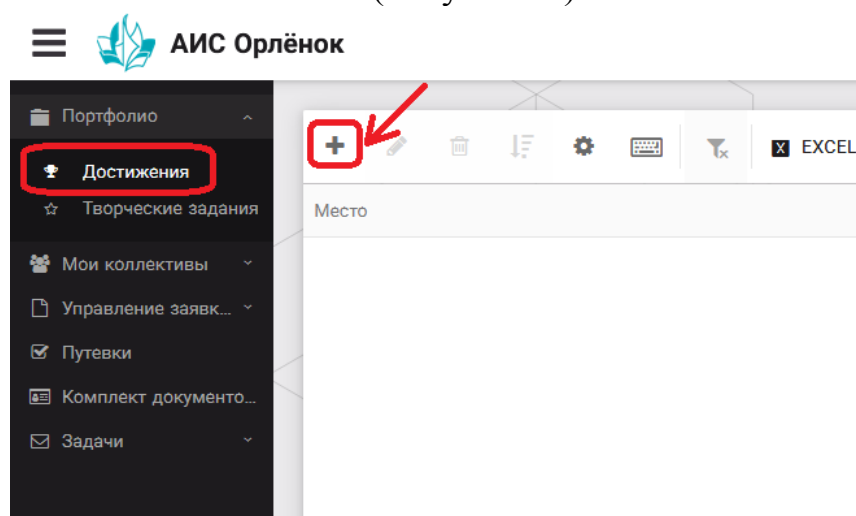 АИС Орлёнок
Портфолио
Достижения
Творческие задания
Мои коллективы
Управление заявк...
Путевки
Комплект документо...
Задачи
EXCEL
Место